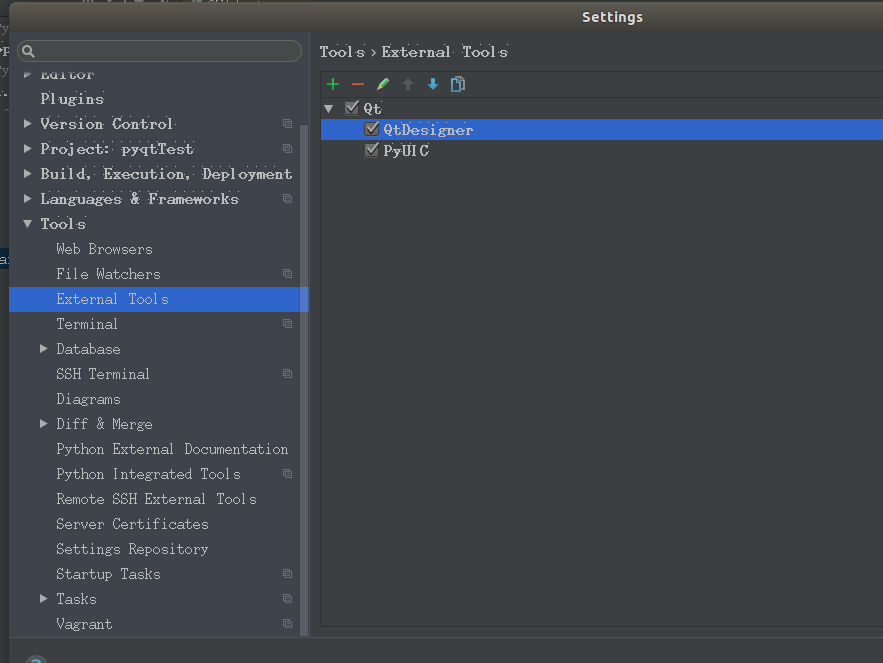 Settings
Editor
Plugins
Version Control
Project: pyqtTest
Build, Execution, Deployment
Languages & Frameworks
Tools
Web Browsers
File Watchers
External Tools
Terminal
Database
SSH Terminal
Diagrams
Diff & Merge
Python External Documentation
Python Integrated Tools
Remote SSH External Tools
Server Certificates
Settings Repository
Startup Tasks
Tasks
Vagrant
Tools › External Tools
Qt
QtDesigner
PyUIC